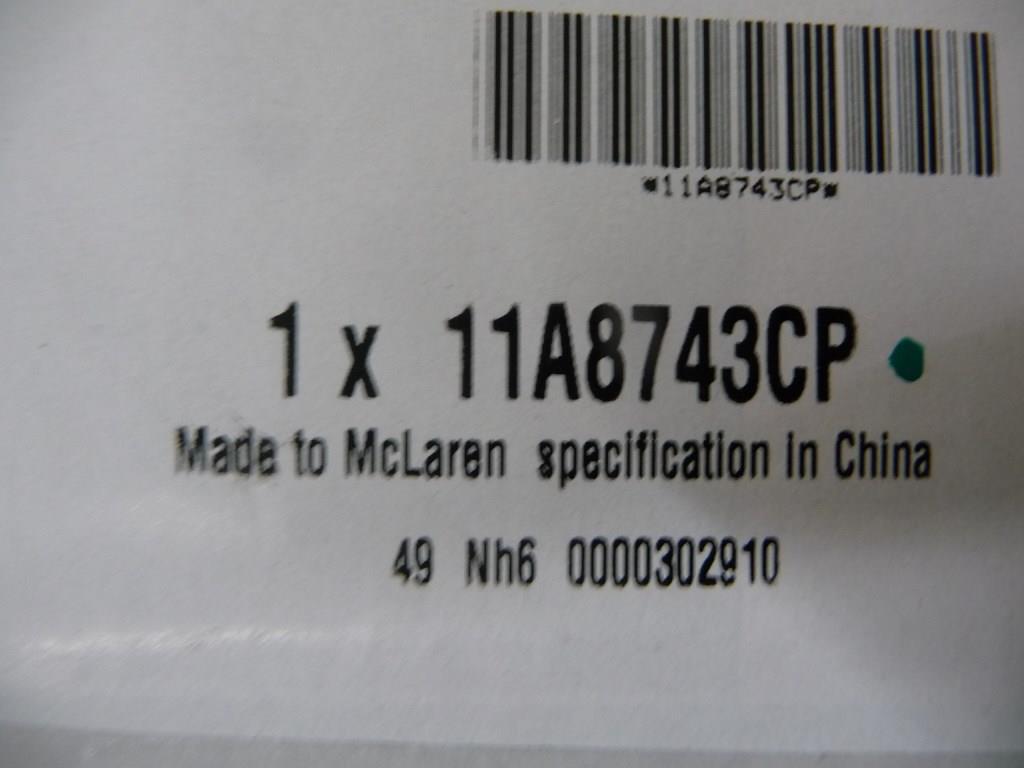 *11A8743CP*
1 x 11A8743CP
Made to McLaren specification in China
49 Nh6 0000302910